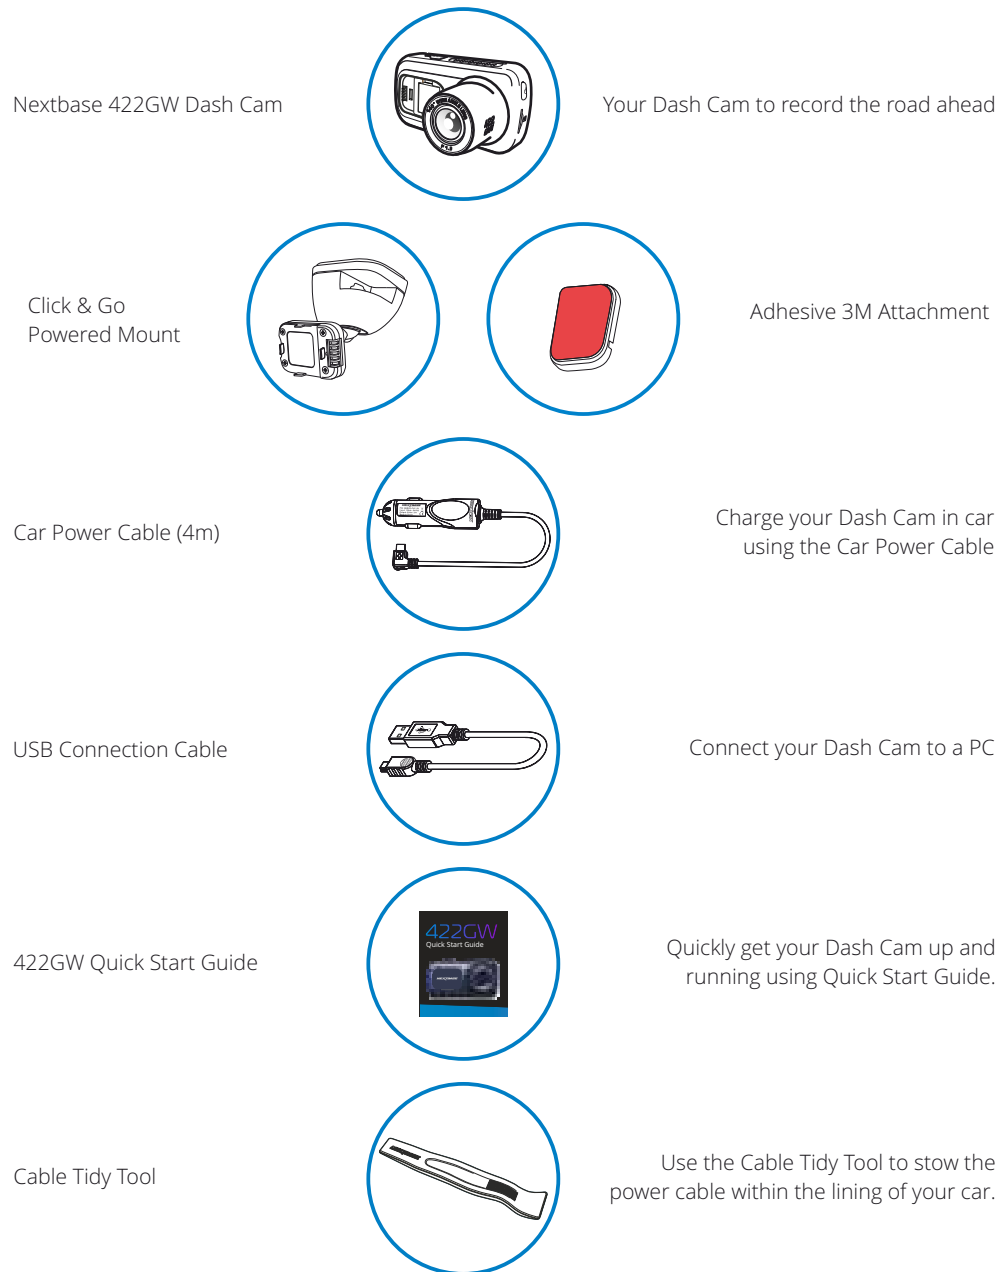 Nextbase 422GW Dash Cam
Your Dash Cam to record the road ahead
Click & Go
Powered Mount
Adhesive 3M Attachment
Car Power Cable (4m)
Charge your Dash Cam in car
using the Car Power Cable
USB Connection Cable
Connect your Dash Cam to a PC
422GW Quick Start Guide
422GW
Quick Start Guide
Quickly get your Dash Cam up and
running using Quick Start Guide.
Cable Tidy Tool
Use the Cable Tidy Tool to stow the
power cable within the lining of your car.